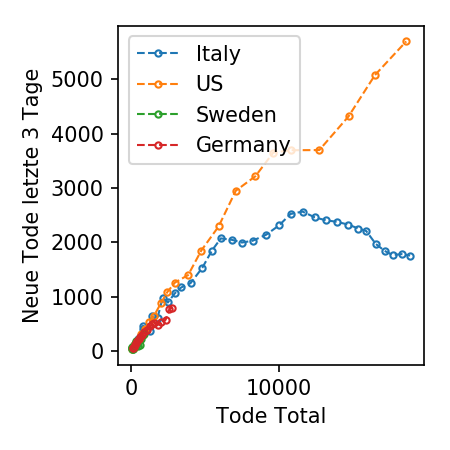 Italy
US
Sweden
Germany
Neue Tode letzte 3 Tage
5000
4000
3000
2000
1000
0
0 10000
Tode Total